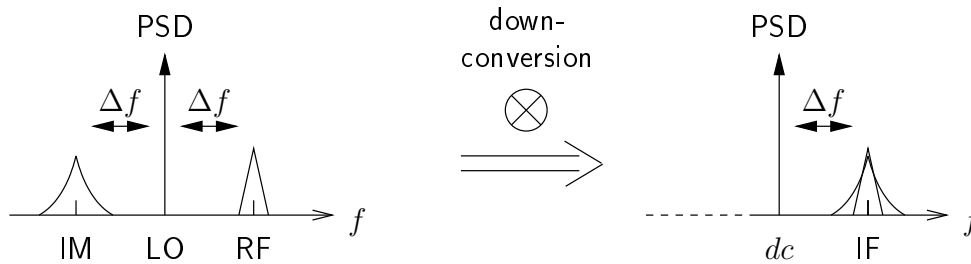 PSD
Δf
Δf
f
IM
LO
RF
down-
conversion
PSD
Δf
f
dc
IF